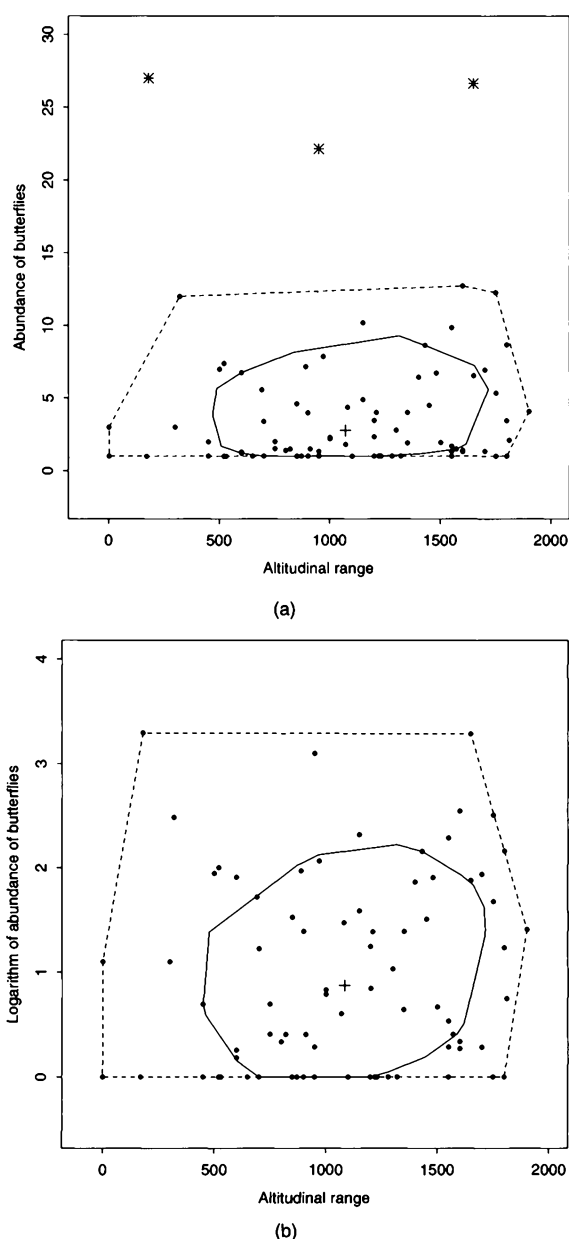 30
25
20
15
10
5
0
Abundance of butterflies
0 500 1000 1500 2000
Altitudinal range
(a)
4
3
2
1
0
Logarithm of abundance of butterflies
0 500 1000 1500 2000
Altitudinal range
(b)